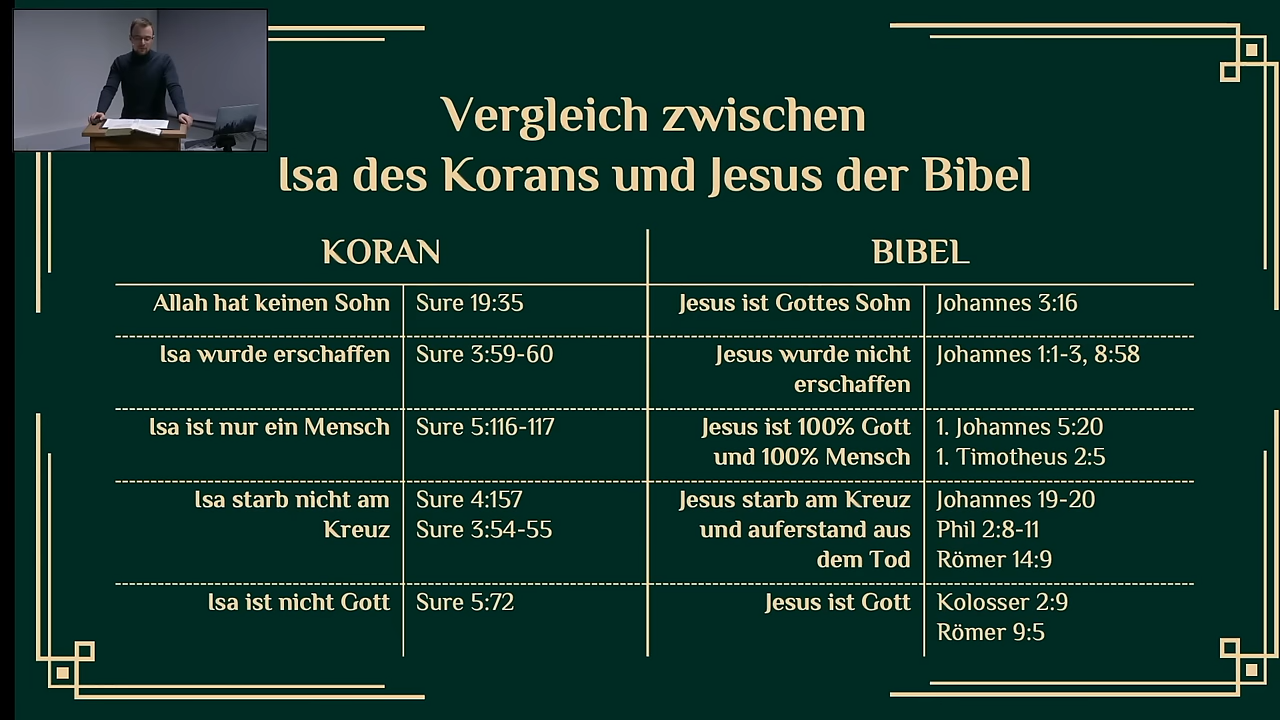 Vergleich zwischen
Isa des Korans und Jesus der Bibel
KORAN
BIBEL
Allah hat keinen Sohn
Sure 19:35
Jesus ist Gottes Sohn
Johannes 3:16
Isa wurde erschaffen
Sure 3:59-60
Jesus wurde nicht
erschaffen
Johannes 1:1-3, 8:58
Isa ist nur ein Mensch
Sure 5:116-117
Jesus ist 100% Gott
und 100% Mensch
1. Johannes 5:20
1. Timotheus 2:5
Isa starb nicht am
Kreuz
Sure 4:157
Sure 3:54-55
Jesus starb am Kreuz
und auferstand aus
dem Tod
Johannes 19-20
Phil 2:8-11
Römer 14:9
Isa ist nicht Gott
Sure 5:72
Jesus ist Gott
Kolosser 2:9
Römer 9:5